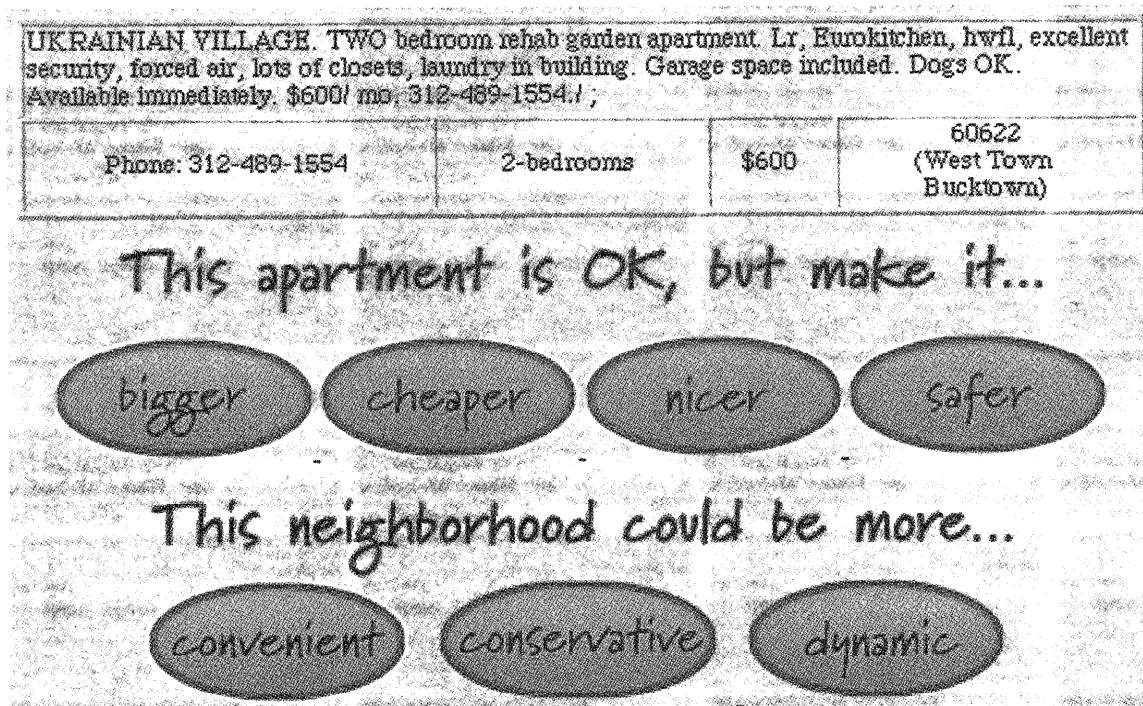 UKRAINIAN VILLAGE. TWO bedroom rehab garden apartment. Lr, Eurokitchen, hwfl, excellent
security, forced air, lots of closets, laundry in building. Garage space included. Dogs OK.
Available immediately. $600/ mo, 312-489-1554./ ;
Phone: 312-489-1554 2-bedrooms $600 60622
(West Town
Bucktown)
This apartment is OK, but make it...
bigger cheaper nicer safer
This neighborhood could be more...
convenient conservative dynamic